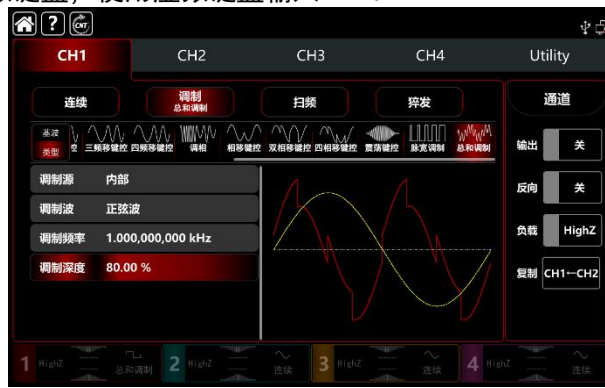 ? CNT
CH1 CH2 CH3 CH4 Utility
连续 调制 总和调制 扫频 猝发 通道
基波 类型 三频移键控 四频移键控 调相 相移键控 双相移键控 四相移键控 震荡键控 脉宽调制 总和调制
输出 关
调制源 内部
反向 关
调制波 正弦波
负载 HighZ
调制频率 1.000,000,000 kHz
复制 CH1←CH2
调制深度 80.00 %
1 HighZ 总和调制 2 HighZ 连续 3 HighZ 连续 4 HighZ 连续